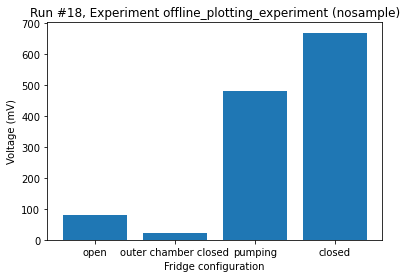 Run #18, Experiment offline_plotting_experiment (nosample)
700
600
500
400
300
200
100
0
Voltage (mV)
open outer chamber closed pumping closed
Fridge configuration